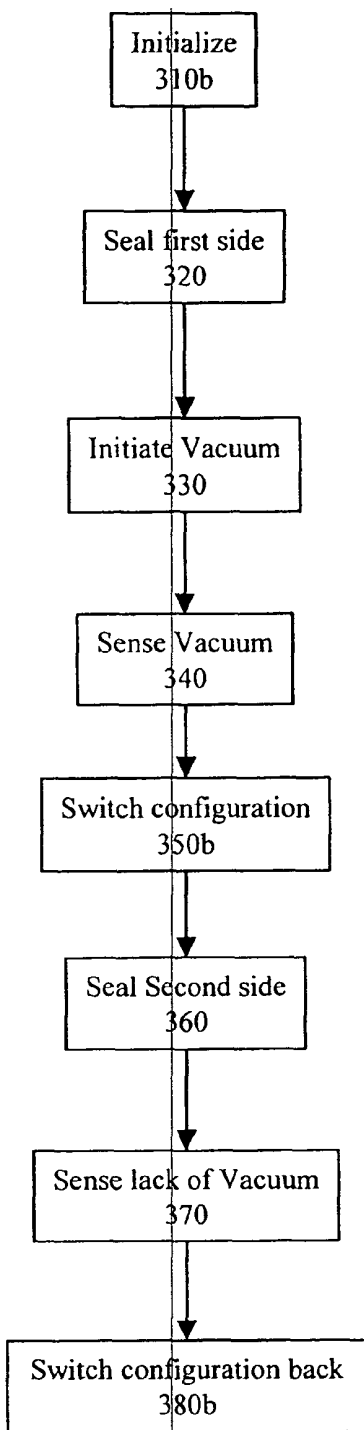 Initialize
310b
Seal first side
320
Initiate Vacuum
330
Sense Vacuum
340
Switch configuration
350b
Seal Second side
360
Sense lack of Vacuum
370
Switch configuration back
380b